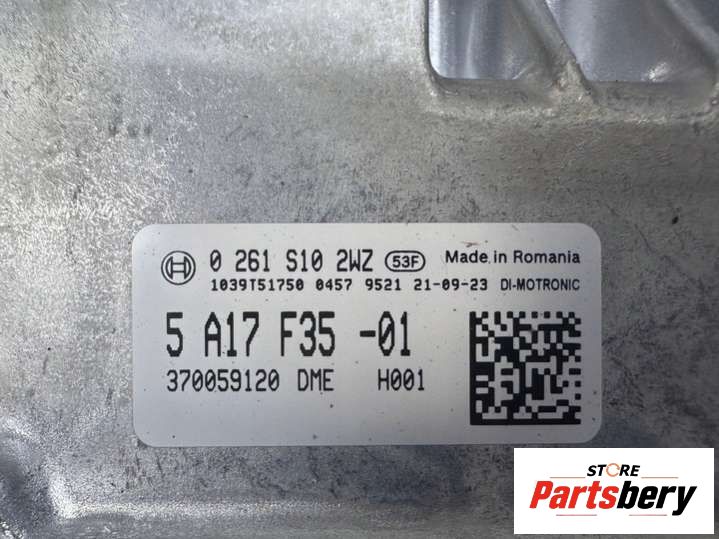 0 261 S10 2WZ 53F Made in Romania
1039T51750 0457 9521 21-09-23 DI-MOTRONIC
5 A17 F35 -01
370059120 DME H001
STORE
Partsbery